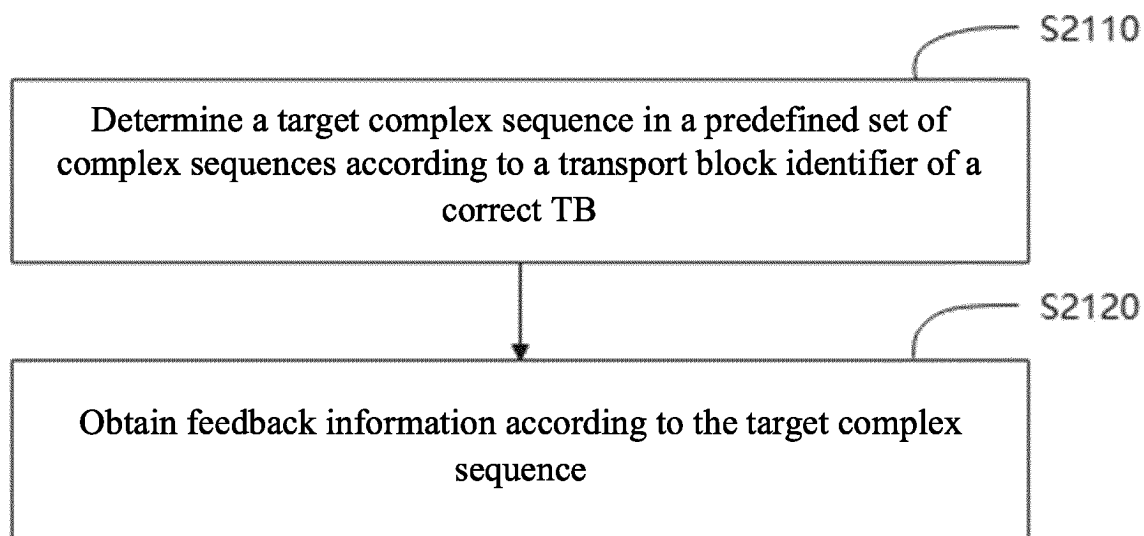 S2110
Determine a target complex sequence in a predefined set of
complex sequences according to a transport block identifier of a
correct TB
S2120
Obtain feedback information according to the target complex
sequence